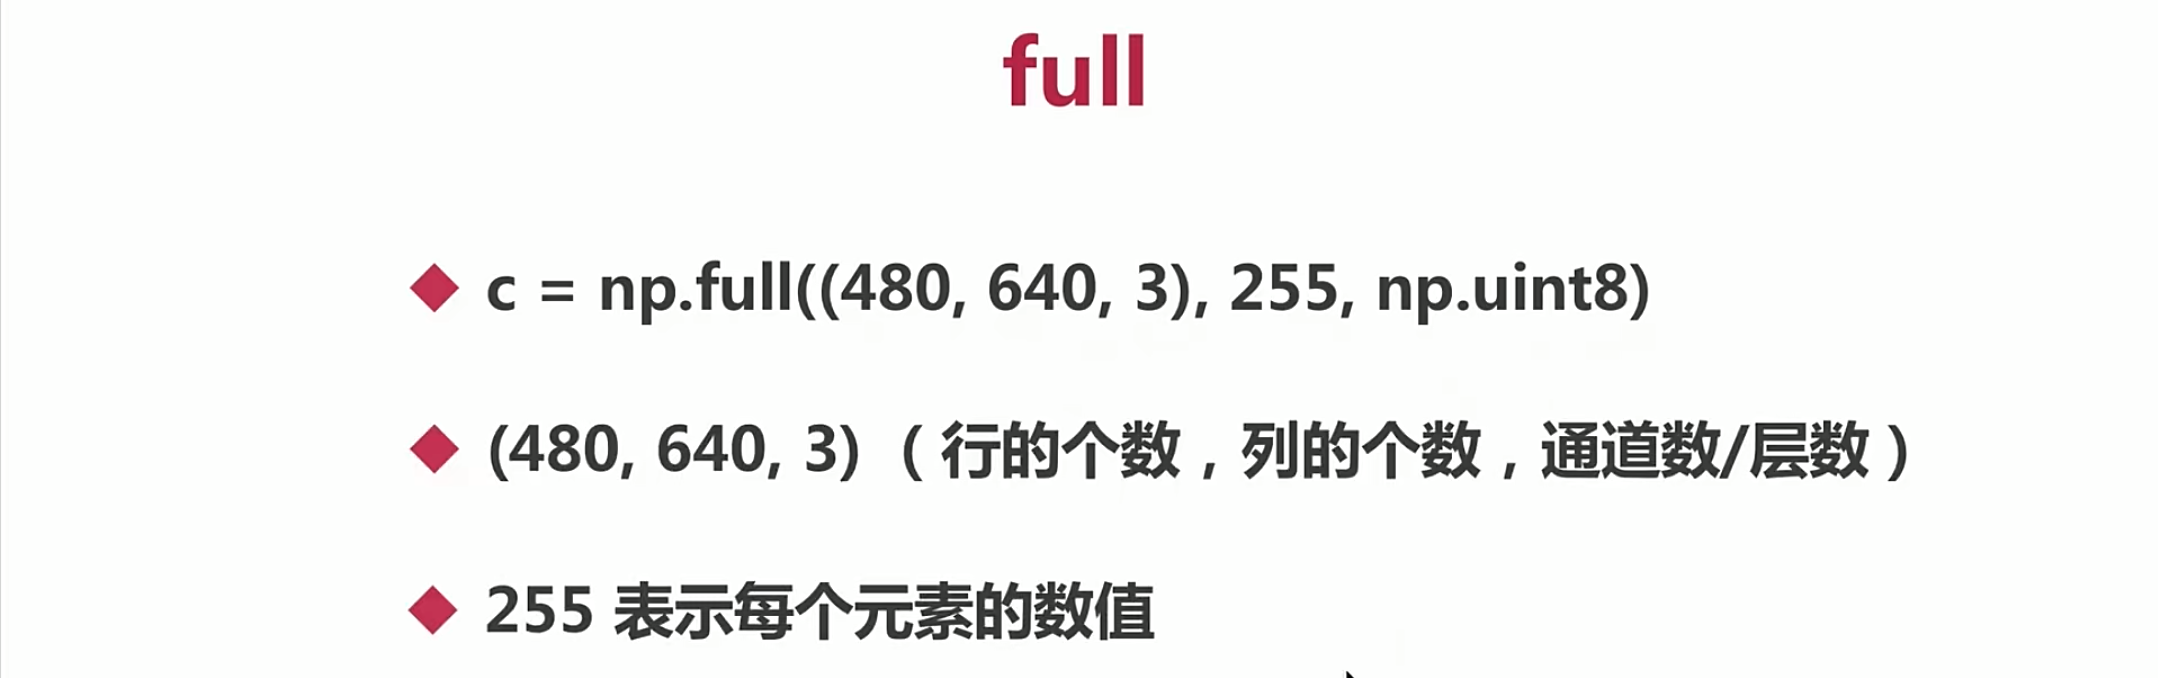 full
c = np.full((480, 640, 3), 255, np.uint8)
(480, 640, 3)（行的个数，列的个数，通道数/层数）
255 表示每个元素的数值